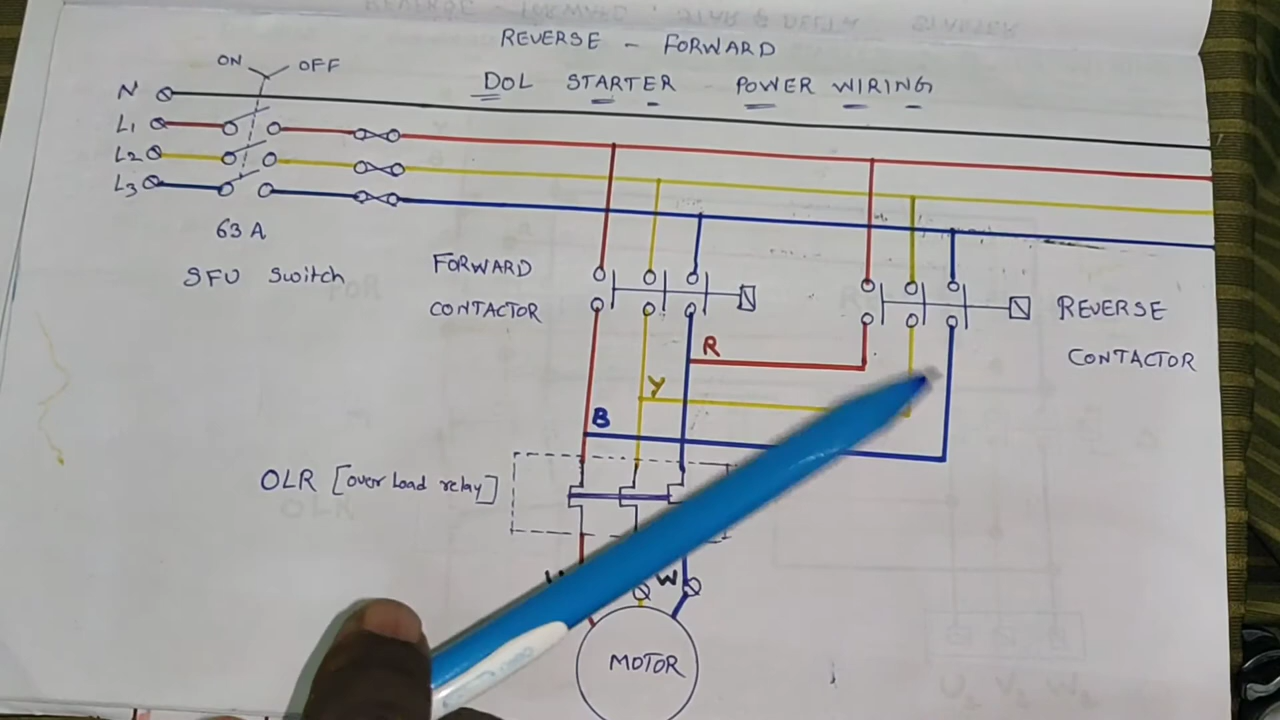 REVERSE - FORWARD
DOL STARTER - POWER WIRING
ON OFF
N
L1
L2
L3
63A
SFU Switch
FORWARD
CONTACTOR
REVERSE
CONTACTOR
R
Y
B
OLR [over Load relay]
W
MOTOR